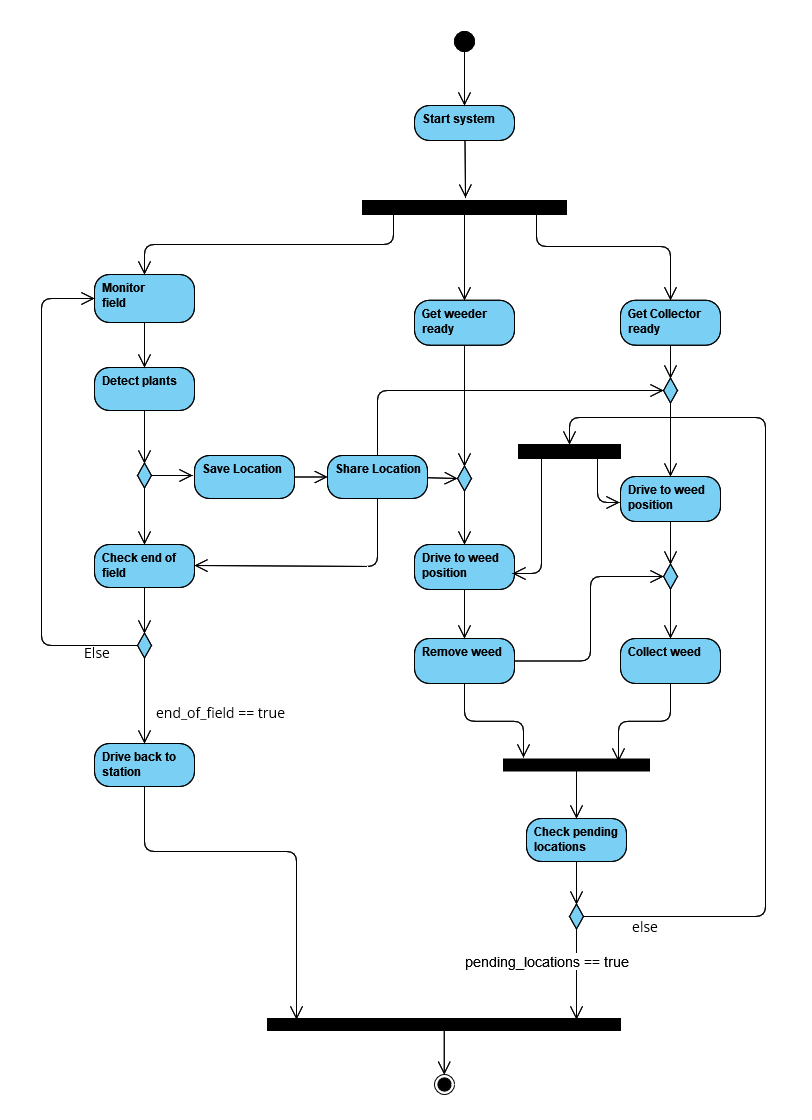 Start system
Monitor
field
Get weeder
ready
Get Collector
ready
Detect plants
Save Location
Share Location
Drive to weed
position
Check end of
field
Drive to weed
position
Else
Remove weed
Collect weed
end_of_field == true
Drive back to
station
Check pending
locations
else
pending_locations == true